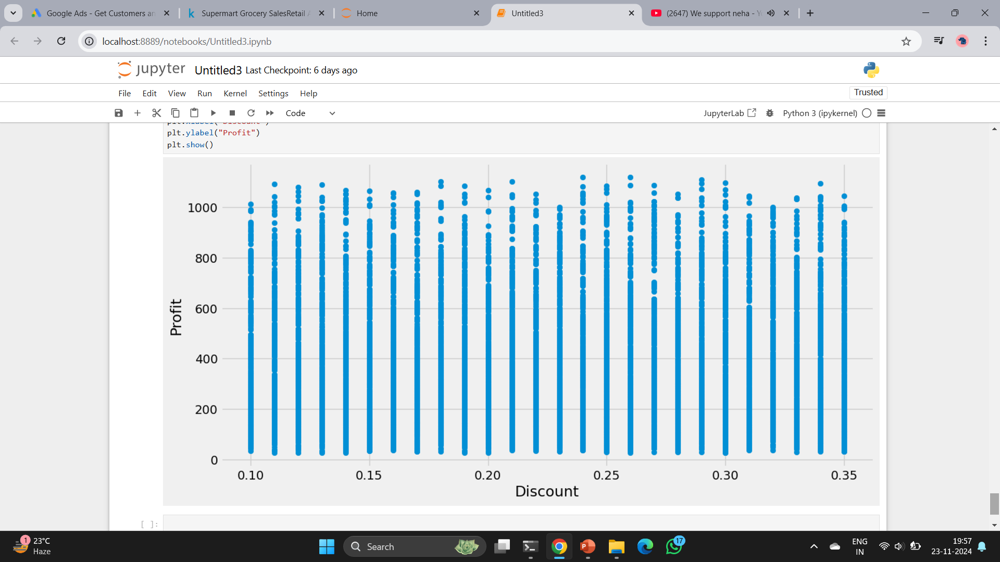 Google Ads - Get Customers an
Supermart Grocery SalesRetail A
Home
Untitled3
(2647) We support neha - Yo
localhost:8889/notebooks/Untitled3.ipynb
jupyter Untitled3 Last Checkpoint: 6 days ago
File Edit View Run Kernel Settings Help
Trusted
Code
JupyterLab
Python 3 (ipykernel)
plt.xlabel("Discount")
plt.ylabel("Profit")
plt.show()
1000
800
600
400
200
0
Profit
0.10 0.15 0.20 0.25 0.30 0.35
Discount
[ ]:
1
23°C
Haze
Search
17
ENG
IN
19:57
23-11-2024